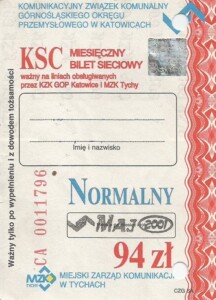 KOMUNIKACYJNY ZWIĄZEK KOMUNALNY
GÓRNOŚLĄSKIEGO OKRĘGU
PRZEMYSŁOWEGO W KATOWICACH
KSC MIESIĘCZNY
BILET SIECIOWY
ważny na liniach obsługiwanych
przez KZK GOP Katowice i MZK Tychy
Imię i nazwisko
Ważny tylko po wypełnieniu i z dowodem tożsamości
CA 0011796
NORMALNY
MAJ 2001
94 zł
MZK
TYCHY
MIEJSKI ZARZĄD KOMUNIKACJI
W TYCHACH